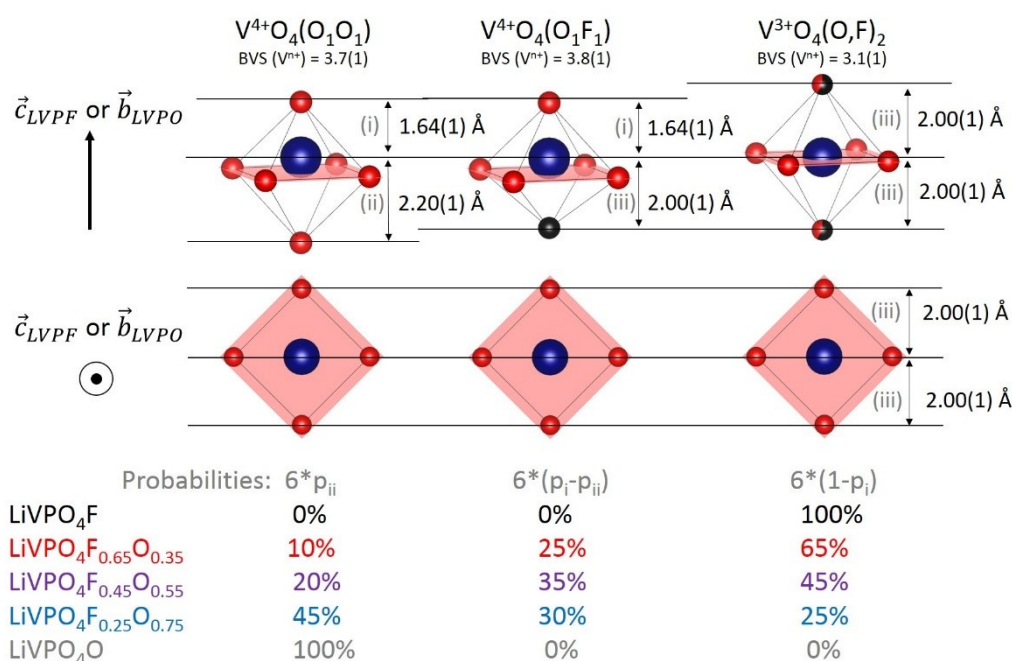 V⁴⁺O₄(O₁O₁) V⁴⁺O₄(O₁F₁) V³⁺O₄(O,F)₂
BVS (Vⁿ⁺) = 3.7(1) BVS (Vⁿ⁺) = 3.8(1) BVS (Vⁿ⁺) = 3.1(1)
c⃗_LVPF or b⃗_LVPO
(i) 1.64(1) Å (i) 1.64(1) Å (iii) 2.00(1) Å
(ii) 2.20(1) Å (iii) 2.00(1) Å (iii) 2.00(1) Å
c⃗_LVPF or b⃗_LVPO
(iii) 2.00(1) Å
(iii) 2.00(1) Å
Probabilities: 6*pᵢᵢ 6*(pᵢ-pᵢᵢ) 6*(1-pᵢ)
LiVPO₄F 0% 0% 100%
LiVPO₄F₀.₆₅O₀.₃₅ 10% 25% 65%
LiVPO₄F₀.₄₅O₀.₅₅ 20% 35% 45%
LiVPO₄F₀.₂₅O₀.₇₅ 45% 30% 25%
LiVPO₄O 100% 0% 0%